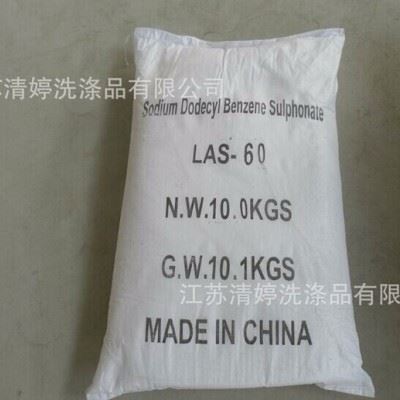 苏清婷洗涤品有限公司
Sodium Dodecyl Benzene Sulphonate
LAS-60
N.W.10.0KGS
G.W.10.1KGS
江苏清婷洗涤品有限
MADE IN CHINA